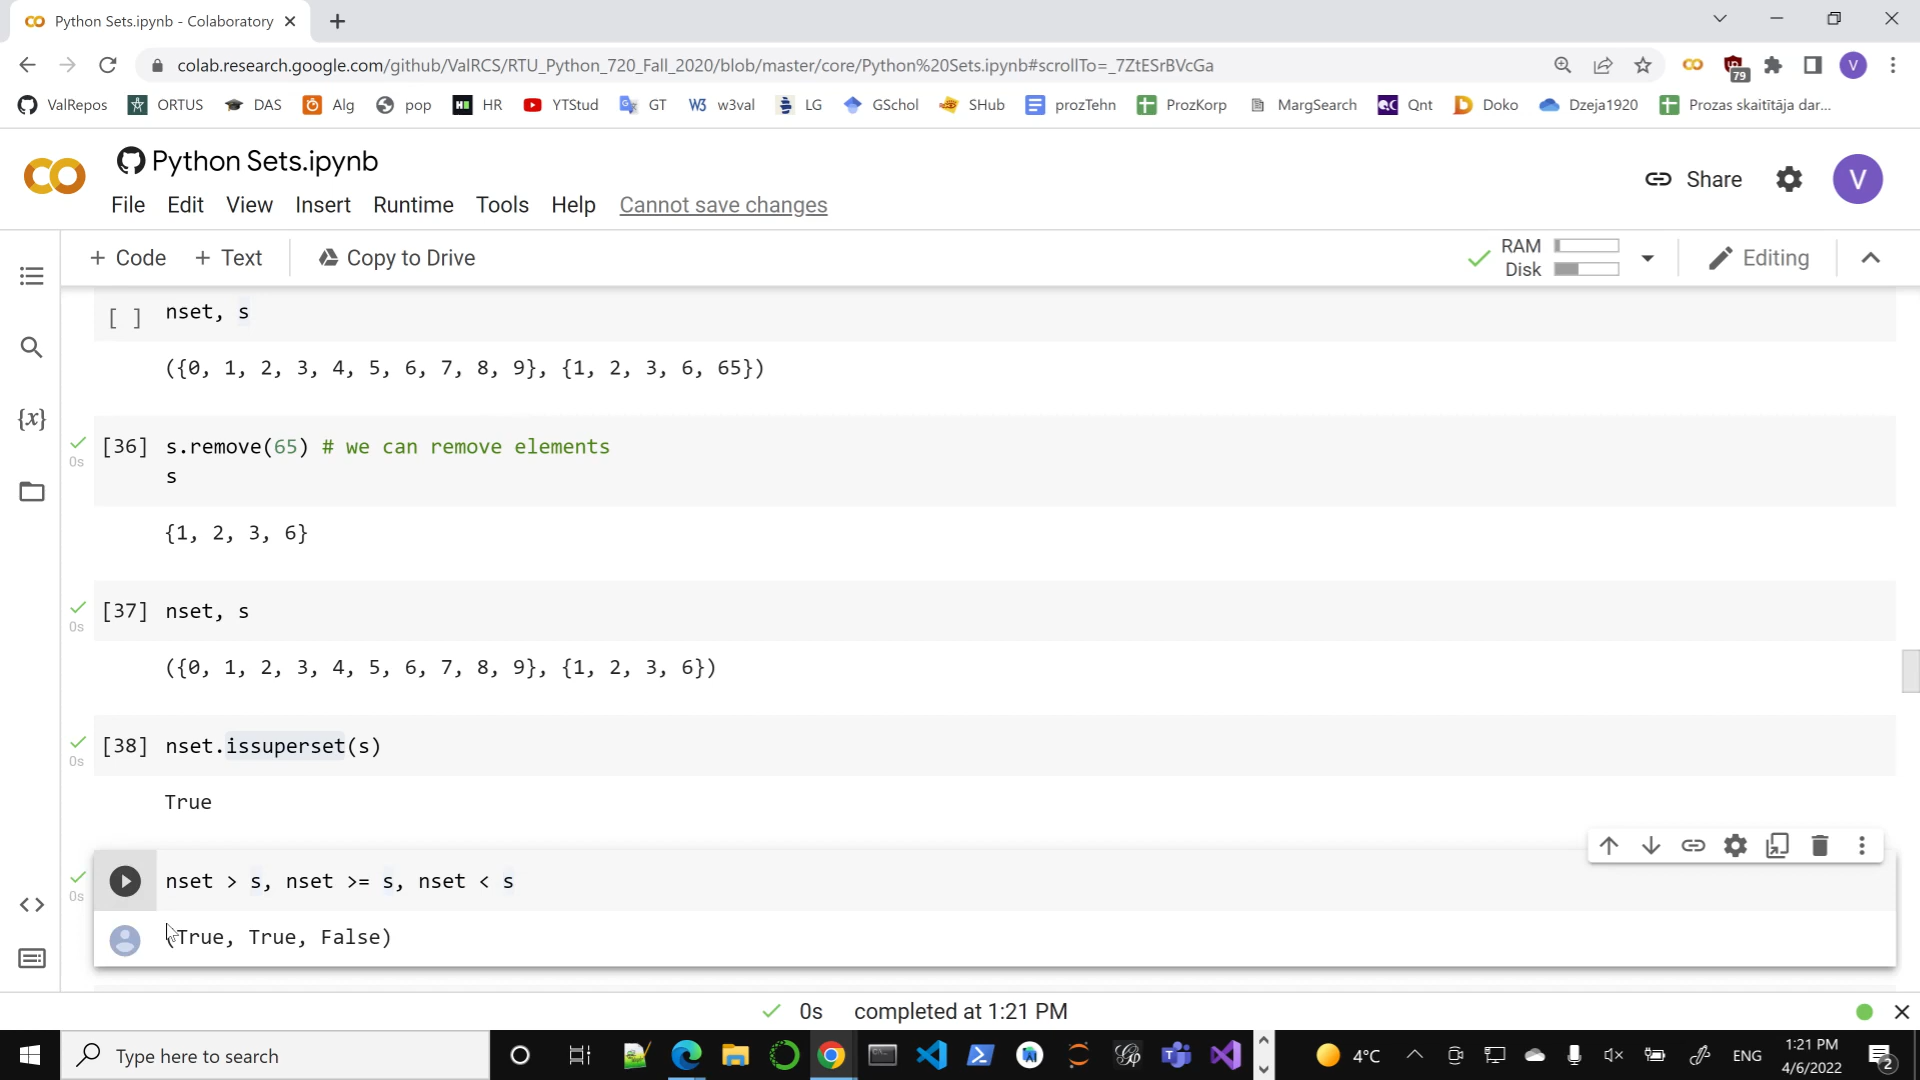 Python Sets.ipynb - Colaboratory
colab.research.google.com/github/ValRCS/RTU_Python_720_Fall_2020/blob/master/core/Python%20Sets.ipynb#scrollTo=_7ZtESrBVcGa
79
V
ValRepos ORTUS DAS Alg pop HR YTStud GT w3val LG GSchol SHub prozTehn ProzKorp MargSearch Qnt Doko Dzeja1920 Prozas skaitītāja dar...
Python Sets.ipynb
File Edit View Insert Runtime Tools Help Cannot save changes
Share
V
+ Code + Text Copy to Drive
RAM
Disk
Editing
[ ] nset, s
({0, 1, 2, 3, 4, 5, 6, 7, 8, 9}, {1, 2, 3, 6, 65})
[36] s.remove(65) # we can remove elements
0s
s
{1, 2, 3, 6}
[37] nset, s
0s
({0, 1, 2, 3, 4, 5, 6, 7, 8, 9}, {1, 2, 3, 6})
[38] nset.issuperset(s)
0s
True
nset > s, nset >= s, nset < s
0s
(True, True, False)
{x}
0s completed at 1:21 PM
Type here to search
4°C
ENG
1:21 PM
4/6/2022
2